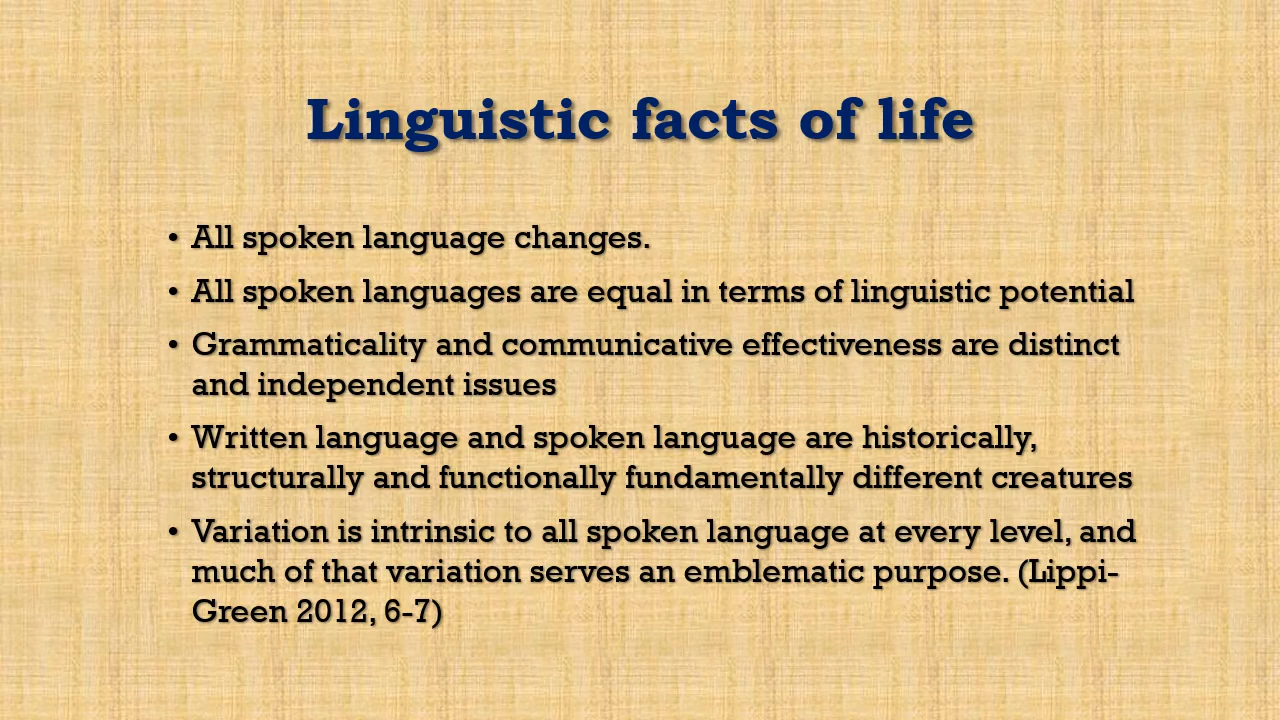 Linguistic facts of life
• All spoken language changes.
• All spoken languages are equal in terms of linguistic potential
• Grammaticality and communicative effectiveness are distinct
and independent issues
• Written language and spoken language are historically,
structurally and functionally fundamentally different creatures
• Variation is intrinsic to all spoken language at every level, and
much of that variation serves an emblematic purpose. (Lippi-
Green 2012, 6-7)